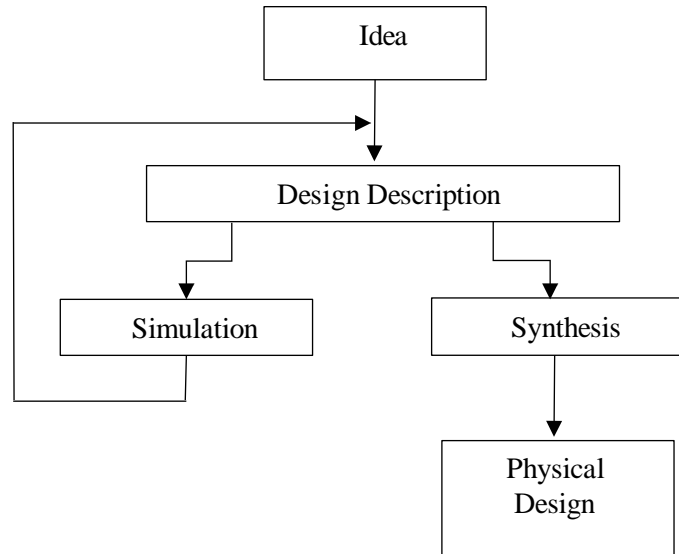 Idea
Design Description
Simulation
Synthesis
Physical
Design